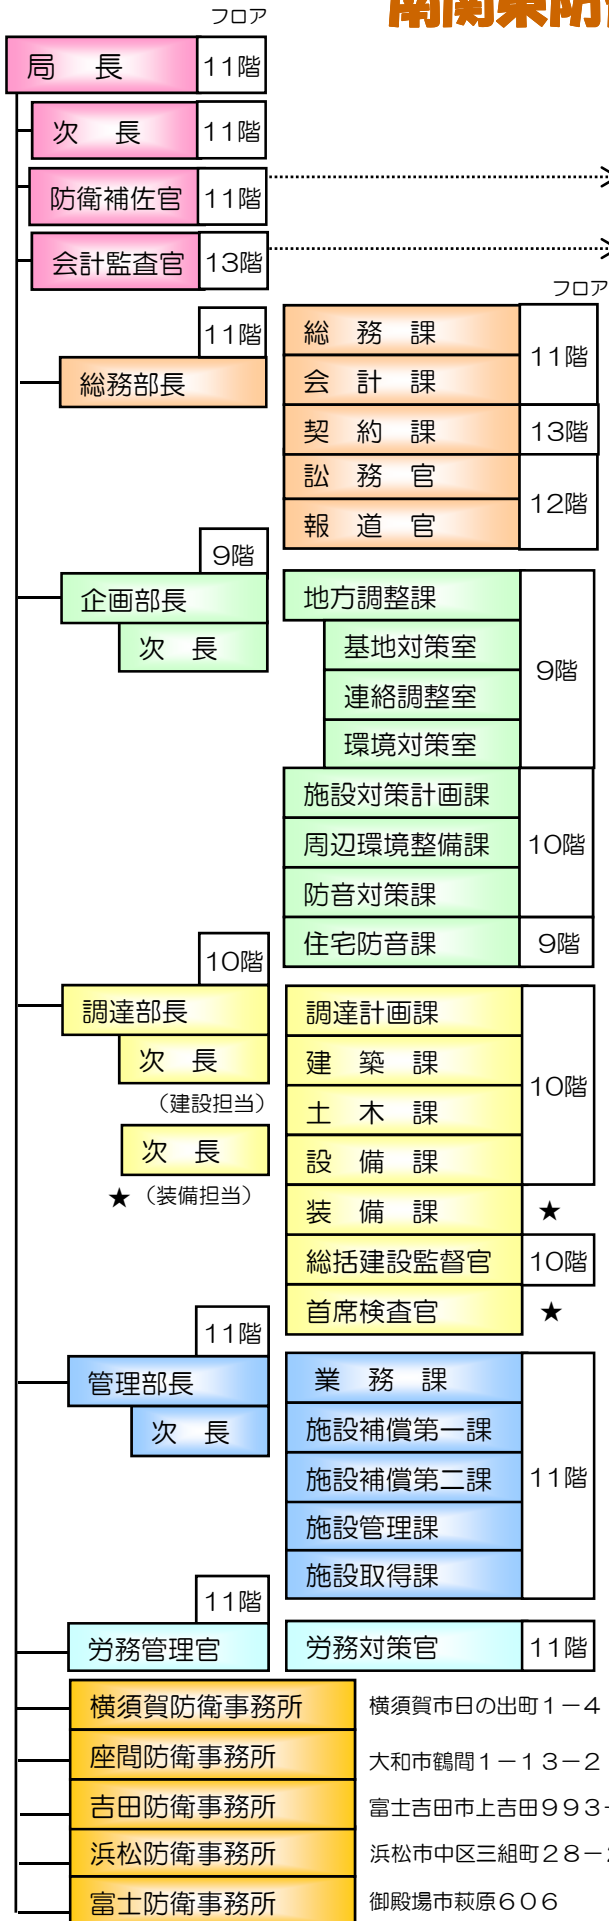 南関東防
フロア
局　長　11階
次　長　11階
防衛補佐官　11階
会計監査官　13階
フロア
11階
総務部長
総　務　課
会　計　課
11階
契　約　課　13階
訟　務　官
報　道　官
12階
9階
企画部長
次　長
地方調整課
基地対策室
連絡調整室
環境対策室
9階
施設対策計画課
周辺環境整備課
防音対策課
10階
住宅防音課　9階
10階
調達部長
次　長
（建設担当）
次　長
★（装備担当）
調達計画課
建　築　課
土　木　課
設　備　課
10階
装　備　課　★
総括建設監督官　10階
首席検査官　★
11階
管理部長
次　長
業　務　課
施設補償第一課
施設補償第二課
施設管理課
施設取得課
11階
11階
労務管理官
労務対策官　11階
横須賀防衛事務所　横須賀市日の出町１－４
座間防衛事務所　大和市鶴間１－１３－２
吉田防衛事務所　富士吉田市上吉田９９３－
浜松防衛事務所　浜松市中区三組町２８－
富士防衛事務所　御殿場市萩原６０６